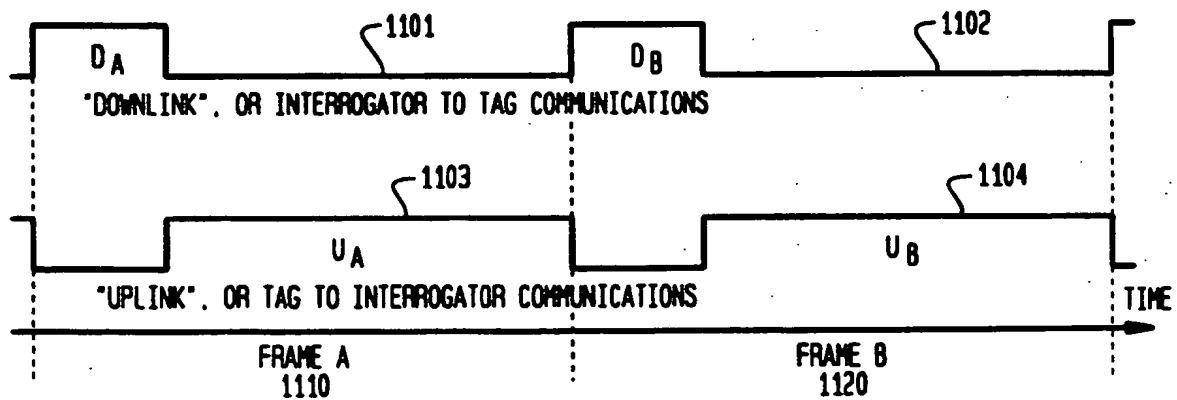 1101
1102
D_A
D_B
"DOWNLINK", OR INTERROGATOR TO TAG COMMUNICATIONS
1103
1104
U_A
U_B
"UPLINK", OR TAG TO INTERROGATOR COMMUNICATIONS
TIME
FRAME A
1110
FRAME B
1120